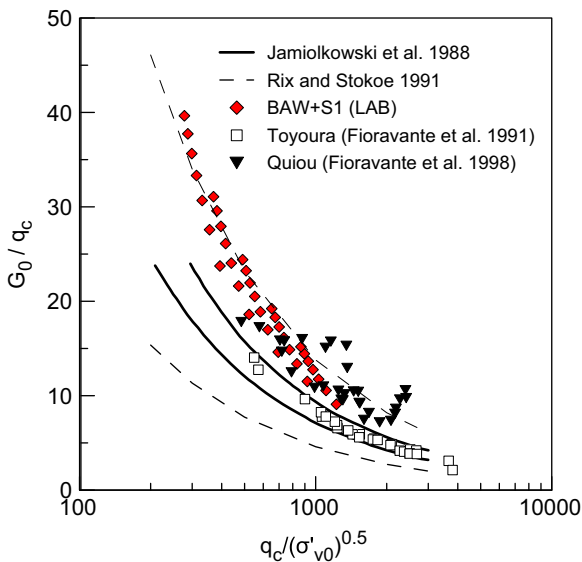 50
40
30
20
10
0
G0 / qc
Jamiolkowski et al. 1988
Rix and Stokoe 1991
BAW+S1 (LAB)
Toyoura (Fioravante et al. 1991)
Quiou (Fioravante et al. 1998)
100 1000 10000
qc/(σ'v0)^0.5